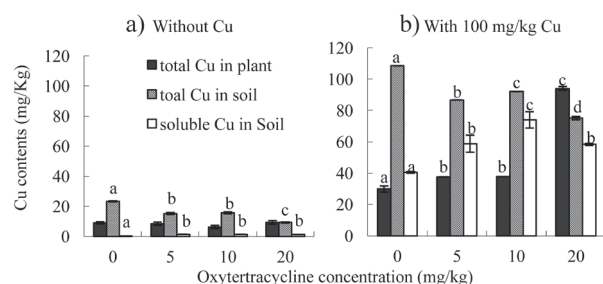 a) Without Cu
b) With 100 mg/kg Cu
Cu contents (mg/Kg)
120
100
80
60
40
20
0
total Cu in plant
toal Cu in soil
soluble Cu in Soil
a
a
b
b
b
b
c
b
0
5
10
20
120
100
80
60
40
20
0
a
a
a
b
b
b
b
c
c
c
d
b
0
5
10
20
Oxytertracycline concentration (mg/kg)